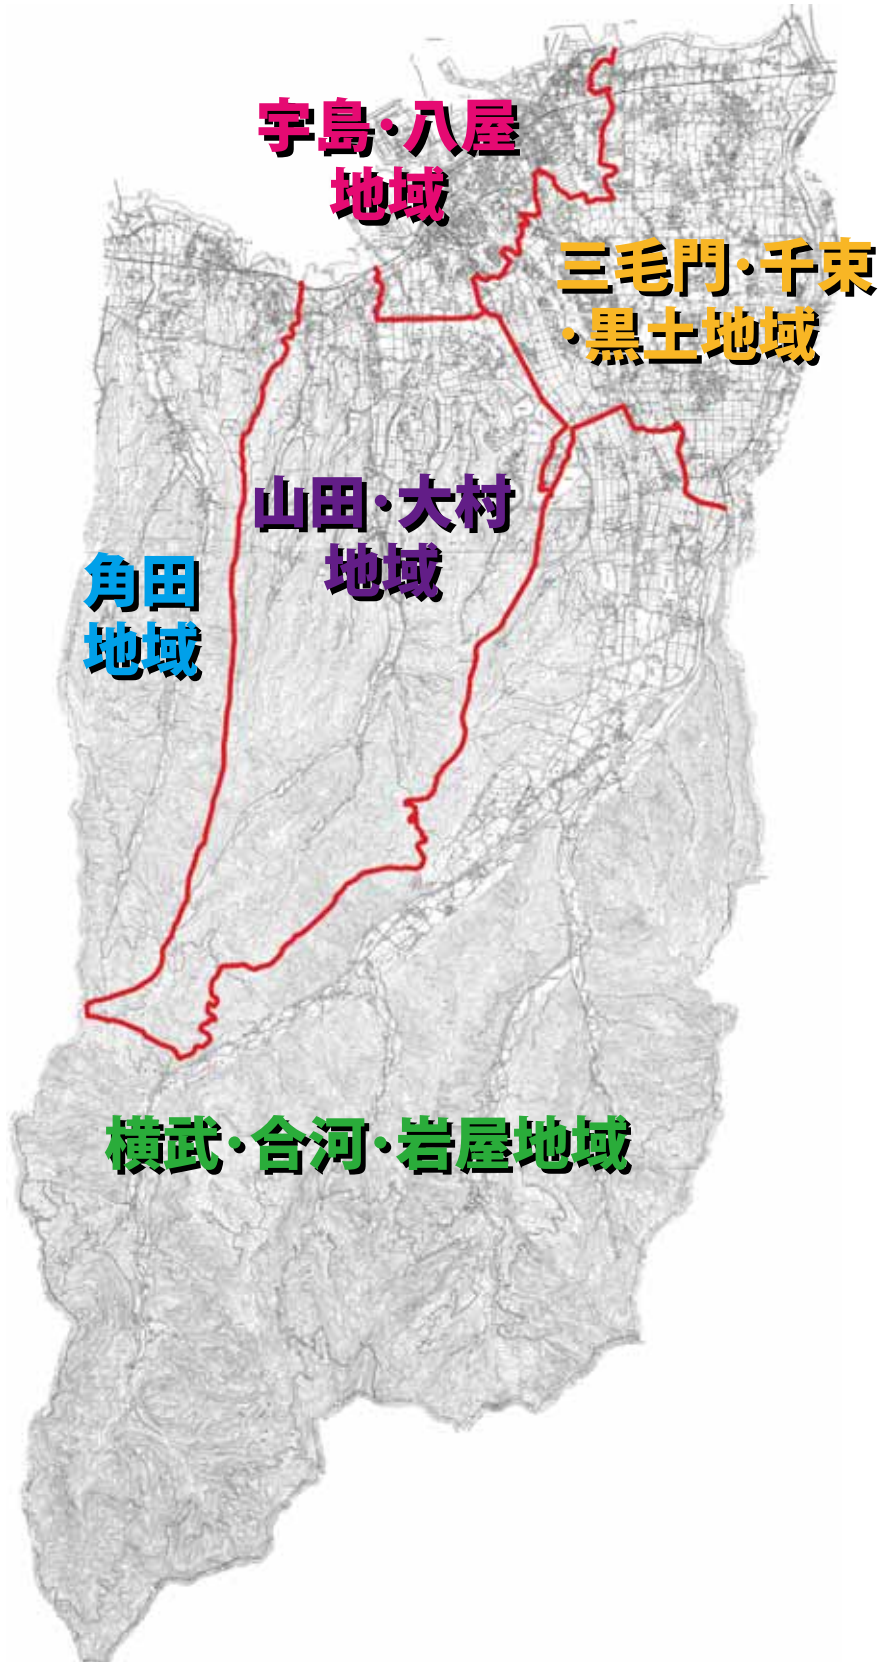 宇島・八屋
地域
三毛門・千束
・黒土地域
山田・大村
地域
角田
地域
横武・合河・岩屋地域